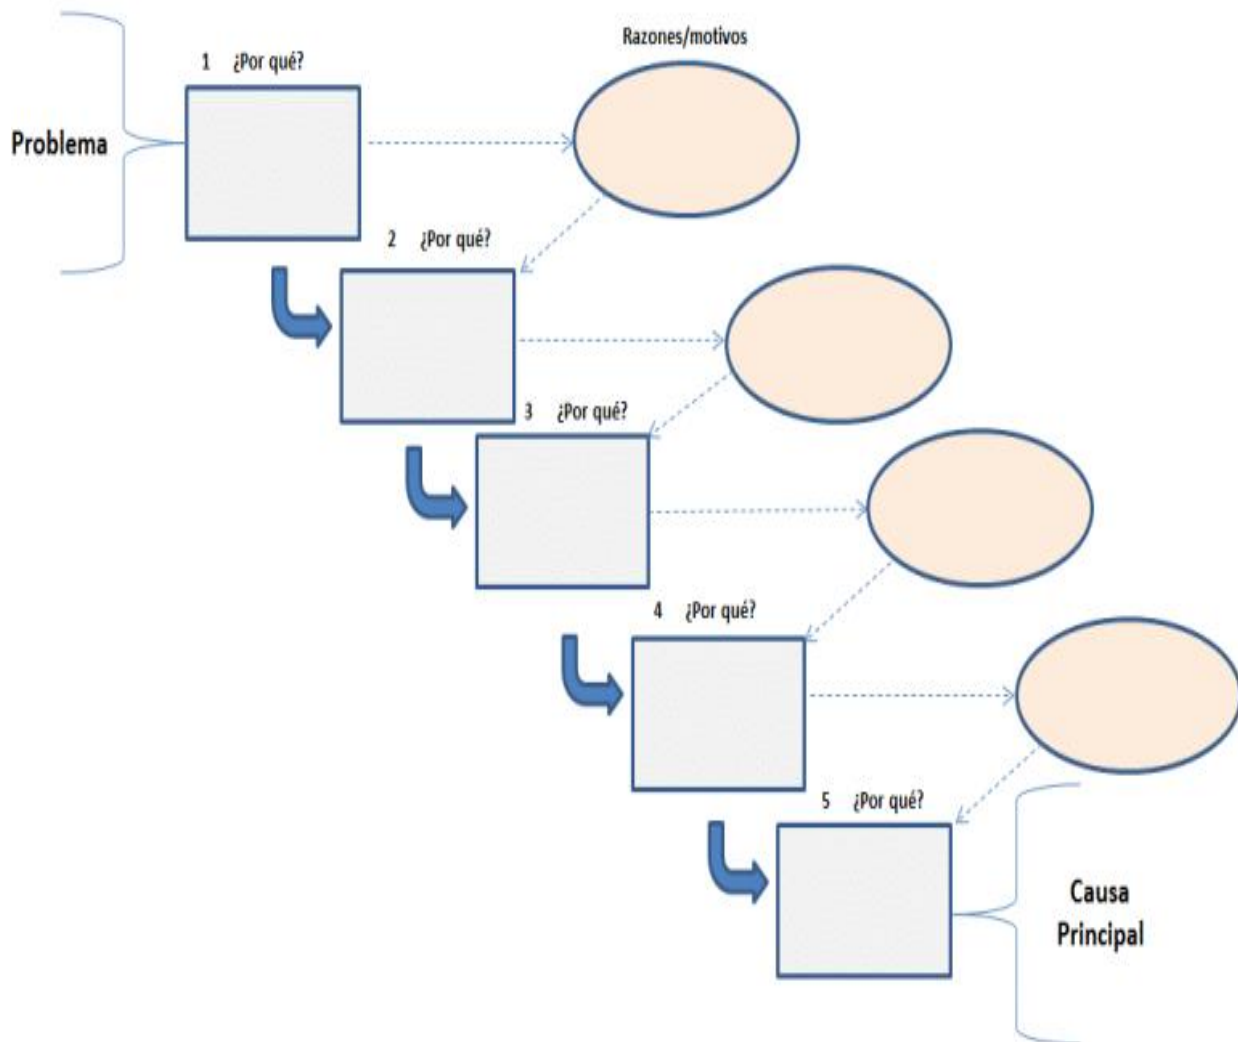 Razones/motivos
1 ¿Por qué?
Problema
2 ¿Por qué?
3 ¿Por qué?
4 ¿Por qué?
5 ¿Por qué?
Causa
Principal